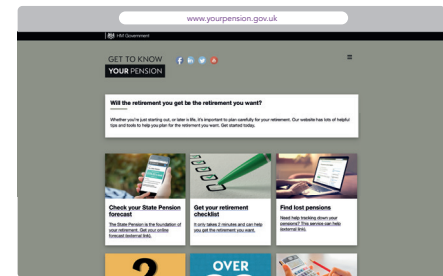 www.yourpension.gov.uk
HM Government
GET TO KNOW
YOUR PENSION
Will the retirement you get be the retirement you want?
Whether you're just starting out, or later in life, it's important to plan carefully for your retirement. Our website has lots of helpful
tips and tools to help you plan for the retirement you want. Get started today.
Check your State Pension
forecast
The State Pension is the foundation of
your retirement. Get your online
forecast (external link).
Get your retirement
checklist
It only takes 2 minutes and can help
you get the retirement you want.
Find lost pensions
Need help tracking down your
pensions? This service can help
(external link).
?
OVER